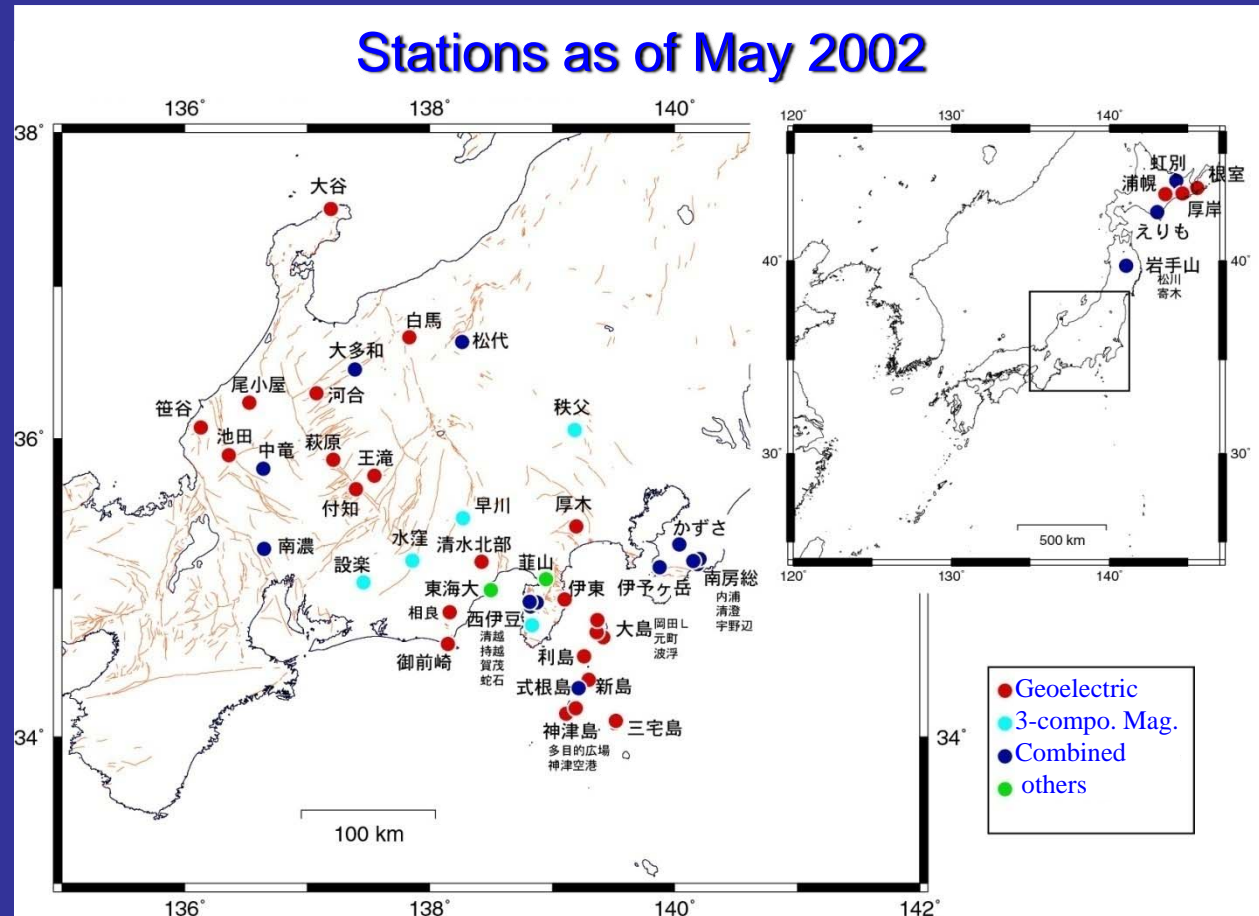 Stations as of May 2002
136°
138°
140°
38°
36°
34°
大谷
白馬
松代
大多和
河合
尾小屋
笹谷
池田
中竜
萩原
王滝
付知
秩父
南濃
設楽
水窪
早川
清水北部
厚木
東海大
韮山
伊東
相良
御前崎
西伊豆
清越
持越
賀茂
蛇石
かずさ
伊予ヶ岳
南房総
内浦
清澄
宇野辺
大島
岡田L
元町
波浮
利島
式根島
新島
神津島
多目的広場
神津空港
三宅島
100 km
34°
136°
138°
140°
142°
120°
130°
140°
虹別
浦幌
根室
厚岸
えりも
岩手山
松川
寄木
40°
40°
30°
30°
500 km
120°
130°
140°
Geoelectric
3-compo. Mag.
Combined
others